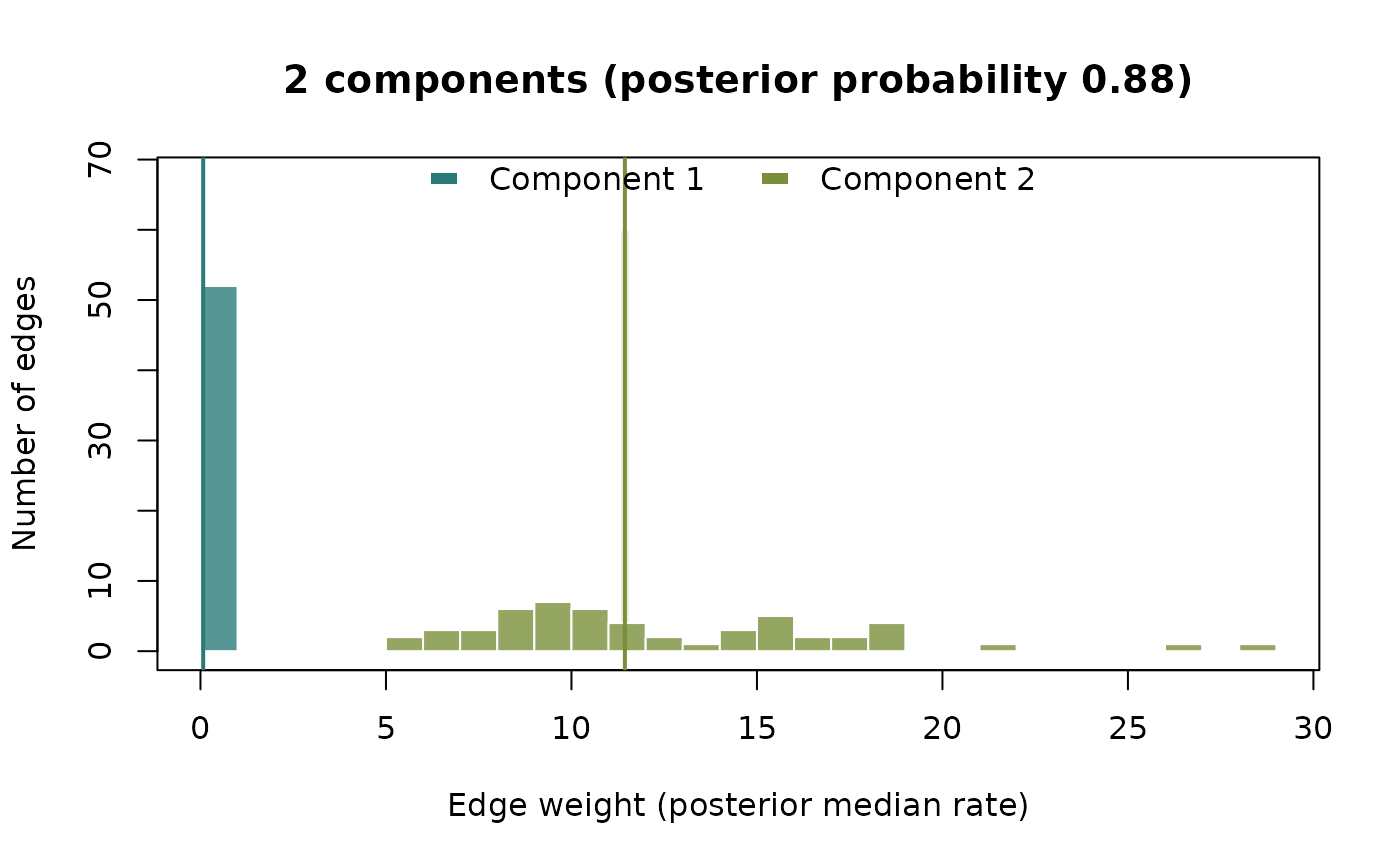 2 components (posterior probability 0.88)
Component 1 Component 2
Number of edges
70
50
30
10
0
0 5 10 15 20 25 30
Edge weight (posterior median rate)